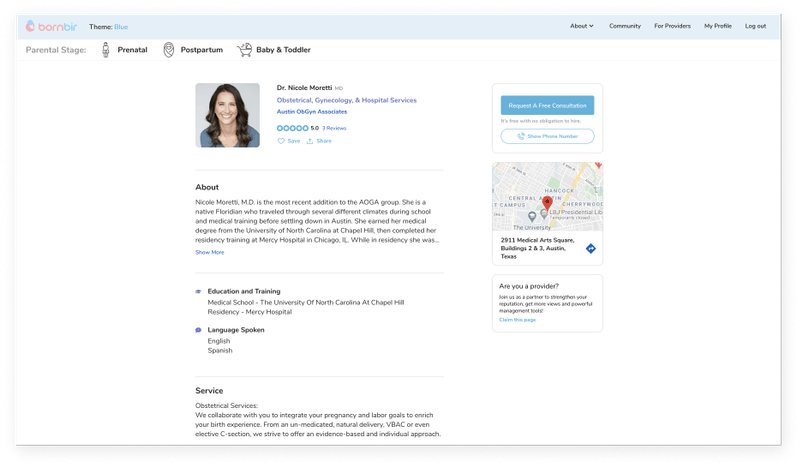 bornbir
Theme: Blue
About
Community
For Providers
My Profile
Log out
Parental Stage:
Prenatal
Postpartum
Baby & Toddler
Dr. Nicole Moretti MD
Obstetrical, Gynecology, & Hospital Services
Austin ObGyn Associates
5.0 3 Reviews
Save
Share
About
Nicole Moretti, M.D. is the most recent addition to the AOGA group. She is a
native Floridian who traveled through several different climates during school
and medical training before settling down in Austin. She earned her medical
degree from the University of North Carolina at Chapel Hill, then completed her
residency training at Mercy Hospital in Chicago, IL. While in residency she was...
Show More
Education and Training
Medical School - The University Of North Carolina At Chapel Hill
Residency - Mercy Hospital
Language Spoken
English
Spanish
Service
Obstetrical Services:
We collaborate with you to integrate your pregnancy and labor goals to enrich
your birth experience. From an un-medicated, natural delivery, VBAC or even
elective C-section, we strive to offer an evidence-based and individual approach.
Request A Free Consultation
It's free with no obligation to hire.
Show Phone Number
HANCOCK
CENTRAL
T CAMPUS
CHERRYWOO
LBJ Presidential Lib
Temporarily closed
The University
2911 Medical Arts Square,
Buildings 2 & 3, Austin,
Texas
Are you a provider?
Join us as a partner to strengthen your
reputation, get more views and powerful
management tools!
Claim this page